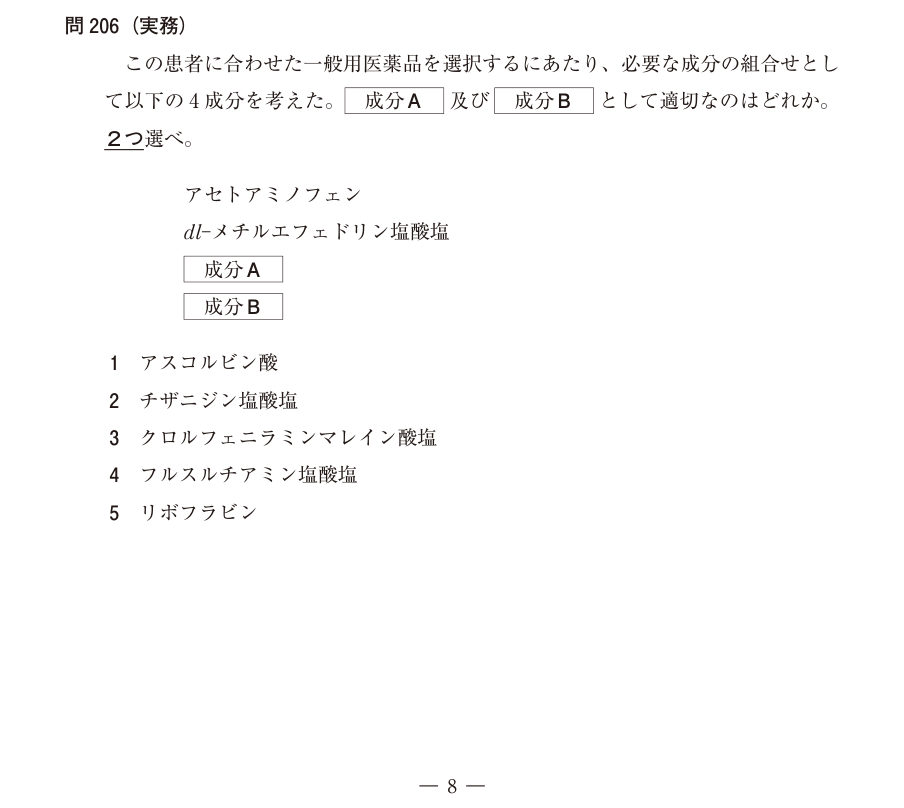 問 206（実務）
この患者に合わせた一般用医薬品を選択するにあたり、必要な成分の組合せとし
て以下の４成分を考えた。 成分A 及び 成分B として適切なのはどれか。
２つ選べ。
アセトアミノフェン
dl-メチルエフェドリン塩酸塩
成分A
成分B
1 アスコルビン酸
2 チザニジン塩酸塩
3 クロルフェニラミンマレイン酸塩
4 フルスルチアミン塩酸塩
5 リボフラビン
— 8 —